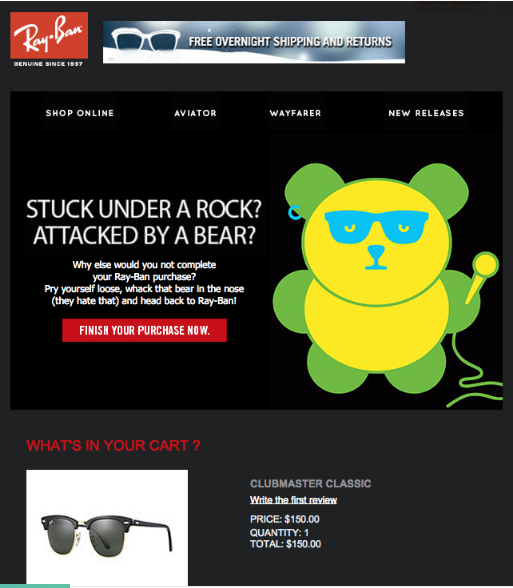 Ray-Ban
GENUINE SINCE 1937
FREE OVERNIGHT SHIPPING AND RETURNS
SHOP ONLINE
AVIATOR
WAYFARER
NEW RELEASES
STUCK UNDER A ROCK?
ATTACKED BY A BEAR?
Why else would you not complete
your Ray-Ban purchase?
Pry yourself loose, whack that bear in the nose
(they hate that) and head back to Ray-Ban!
FINISH YOUR PURCHASE NOW.
WHAT'S IN YOUR CART ?
CLUBMASTER CLASSIC
Write the first review
PRICE: $150.00
QUANTITY: 1
TOTAL: $150.00